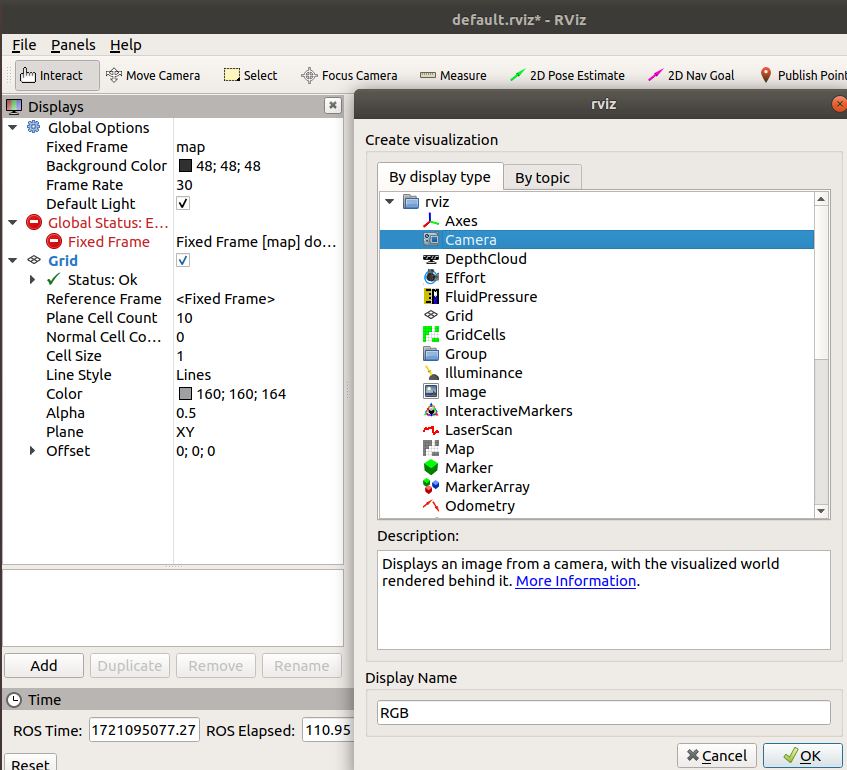 default.rviz* - RViz
File Panels Help
Interact Move Camera Select Focus Camera Measure 2D Pose Estimate 2D Nav Goal Publish Point
Displays
Global Options
Fixed Frame map
Background Color 48; 48; 48
Frame Rate 30
Default Light
Global Status: E...
Fixed Frame Fixed Frame [map] do...
Grid
Status: Ok
Reference Frame <Fixed Frame>
Plane Cell Count 10
Normal Cell Co... 0
Cell Size 1
Line Style Lines
Color 160; 160; 164
Alpha 0.5
Plane XY
Offset 0; 0; 0
Add Duplicate Remove Rename
Time
ROS Time: 1721095077.27 ROS Elapsed: 110.95
Reset
rviz
Create visualization
By display type By topic
rviz
Axes
Camera
DepthCloud
Effort
FluidPressure
Grid
GridCells
Group
Illuminance
Image
InteractiveMarkers
LaserScan
Map
Marker
MarkerArray
Odometry
Description:
Displays an image from a camera, with the visualized world
rendered behind it. More Information.
Display Name
RGB
Cancel OK